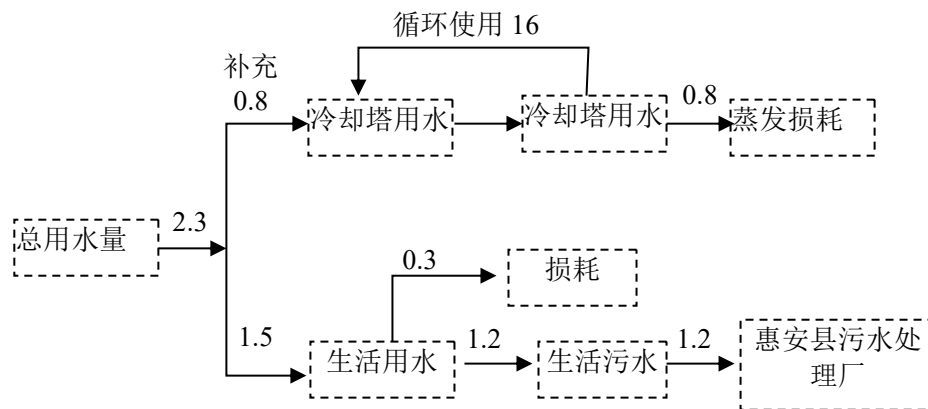 循环使用 16
补充
0.8
冷却塔用水
冷却塔用水
0.8
蒸发损耗
总用水量
2.3
0.3
损耗
1.5
生活用水
1.2
生活污水
1.2
惠安县污水处
理厂